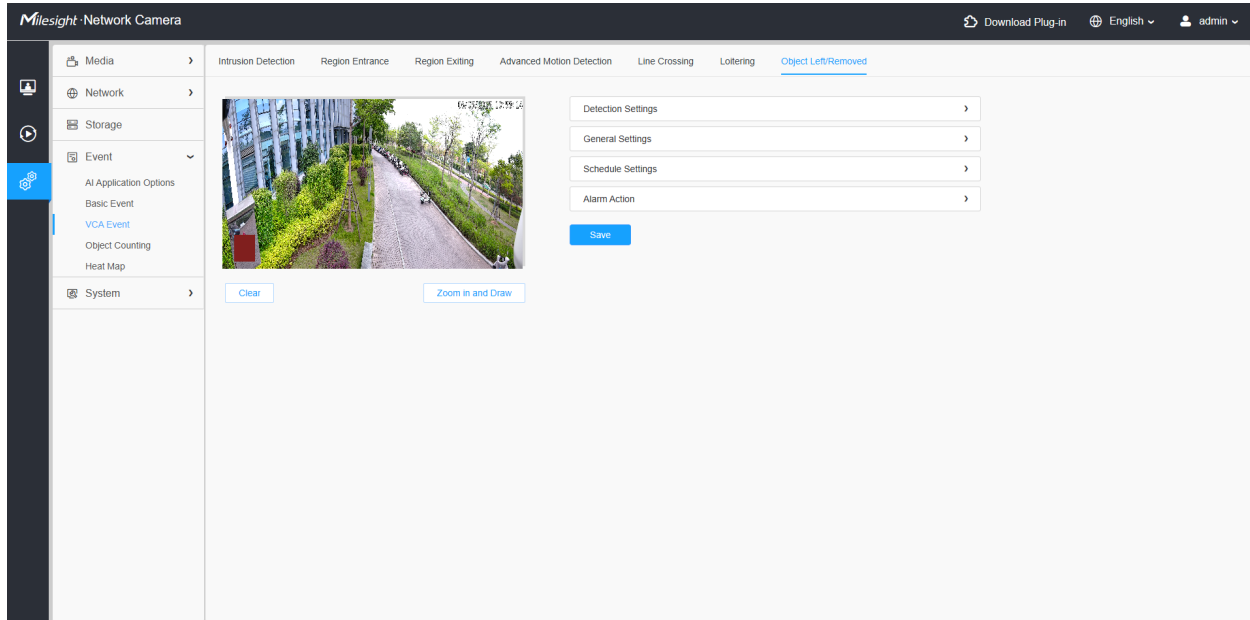 Milesight·Network Camera
Download Plug-in
English
admin
Media
Network
Storage
Event
AI Application Options
Basic Event
VCA Event
Object Counting
Heat Map
System
Intrusion Detection Region Entrance Region Exiting Advanced Motion Detection Line Crossing Loitering Object Left/Removed
Detection Settings
General Settings
Schedule Settings
Alarm Action
Save
Clear
Zoom in and Draw